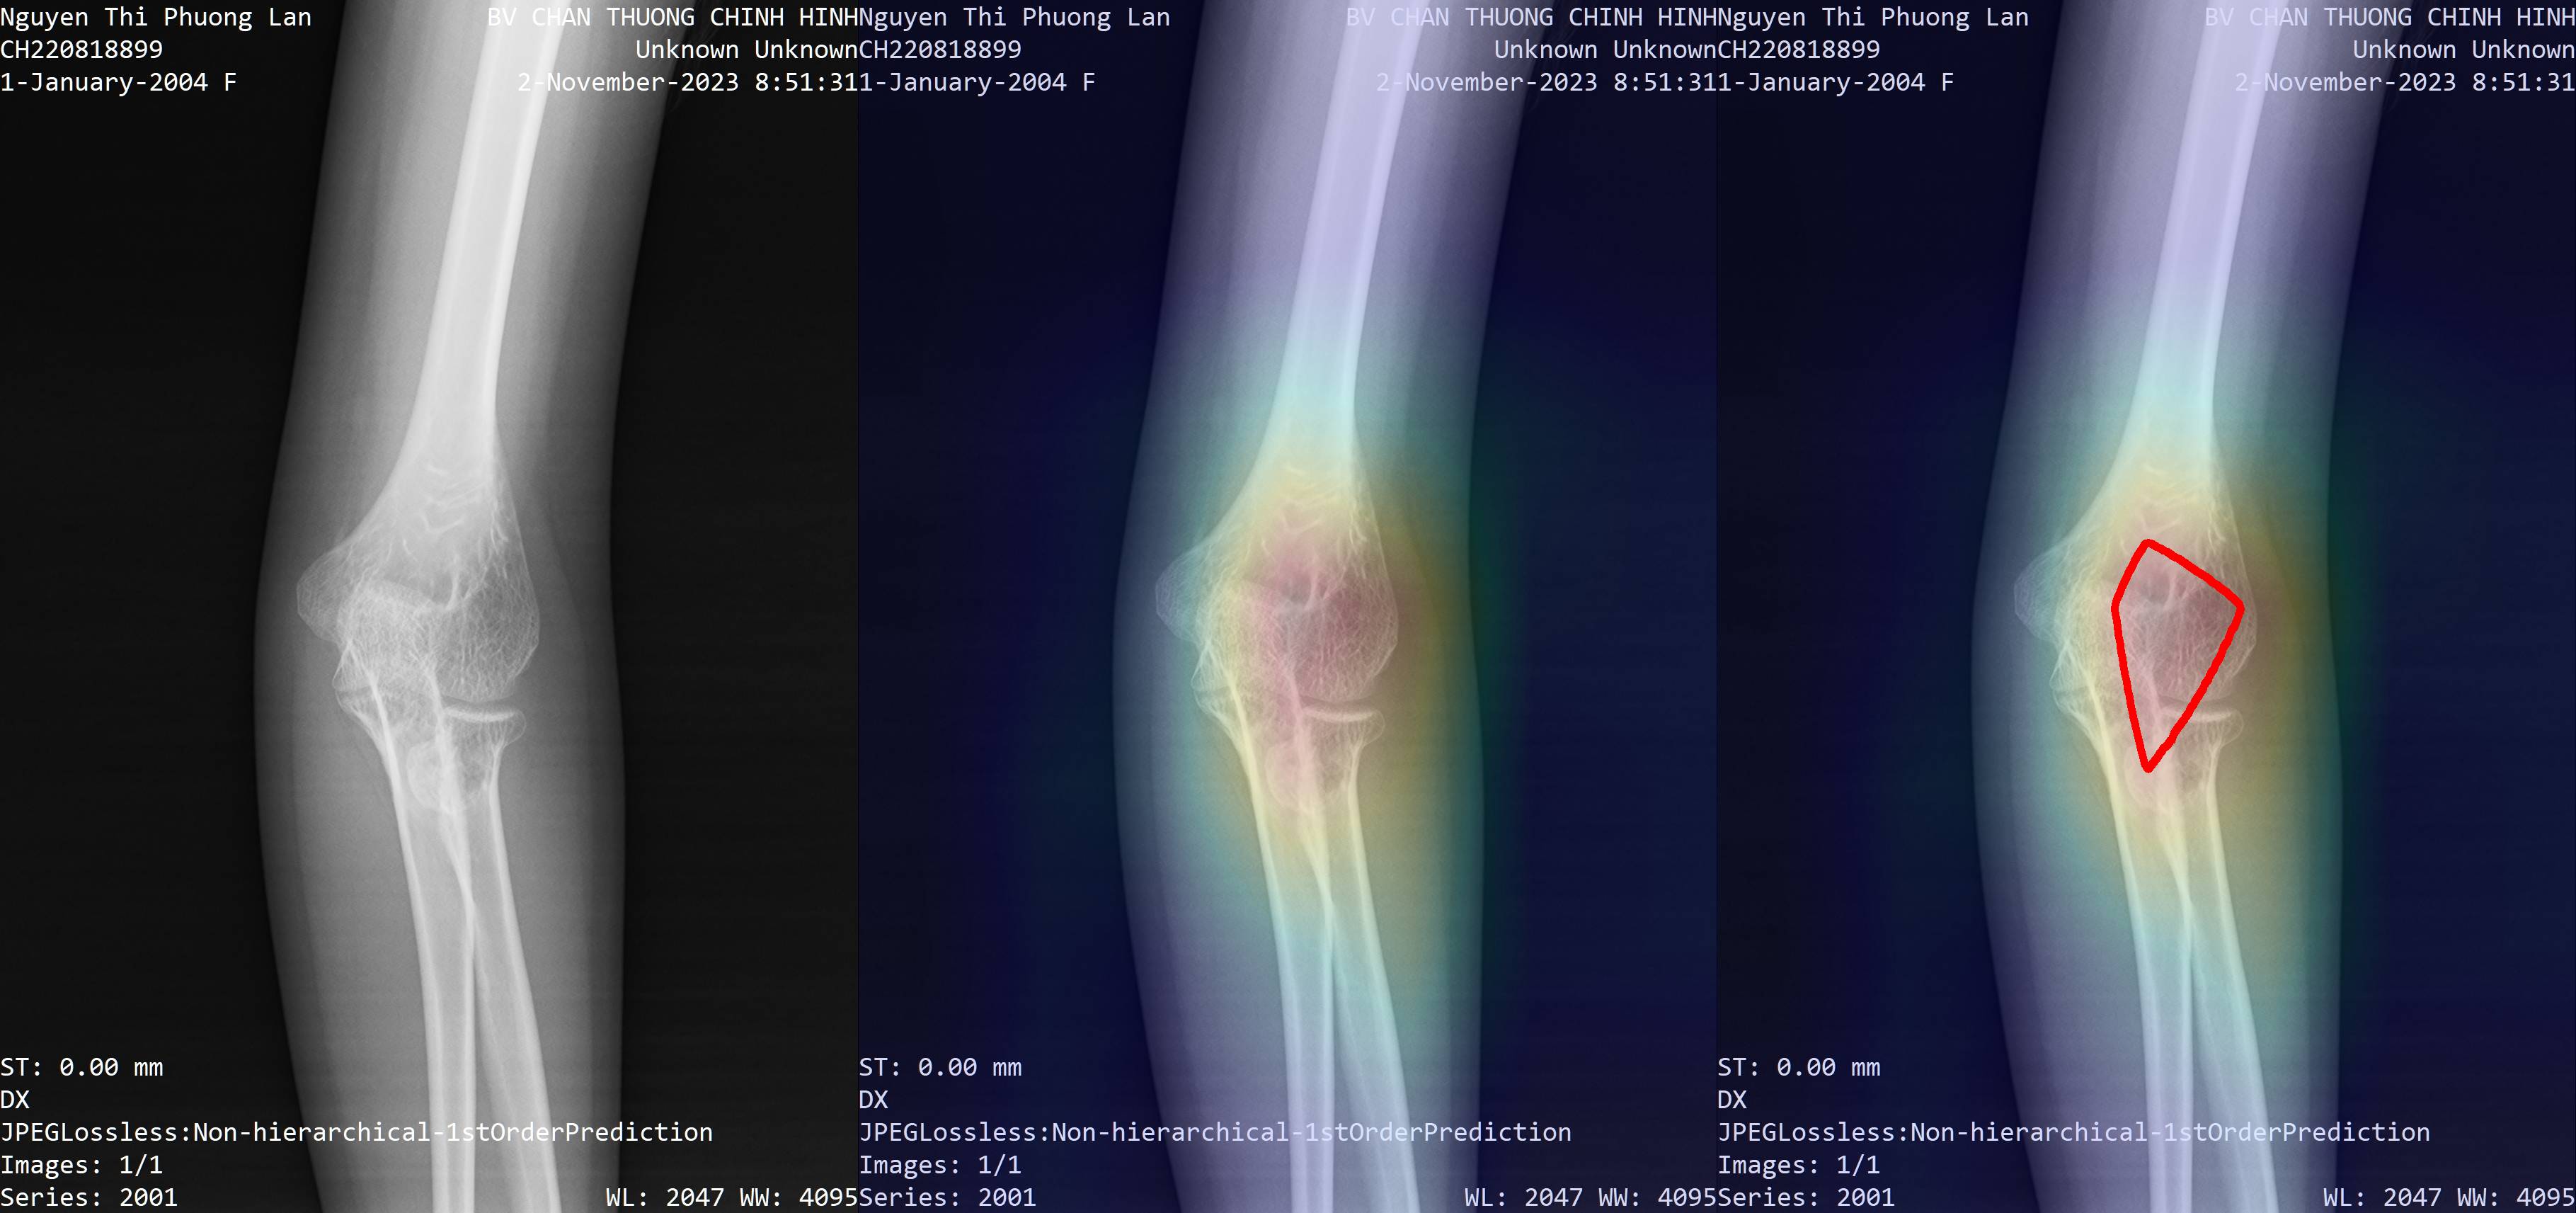 Nguyen Thi Phuong Lan
CH220818899
1-January-2004 F
BV CHAN THUONG CHINH HINH
Unknown Unknown
2-November-2023 8:51:31
ST: 0.00 mm
DX
JPEGLossless:Non-hierarchical-1stOrderPrediction
Images: 1/1
Series: 2001
WL: 2047 WW: 4095
Nguyen Thi Phuong Lan
CH220818899
1-January-2004 F
BV CHAN THUONG CHINH HINH
Unknown Unknown
2-November-2023 8:51:31
ST: 0.00 mm
DX
JPEGLossless:Non-hierarchical-1stOrderPrediction
Images: 1/1
Series: 2001
WL: 2047 WW: 4095
Nguyen Thi Phuong Lan
CH220818899
1-January-2004 F
BV CHAN THUONG CHINH HINH
Unknown Unknown
2-November-2023 8:51:31
ST: 0.00 mm
DX
JPEGLossless:Non-hierarchical-1stOrderPrediction
Images: 1/1
Series: 2001
WL: 2047 WW: 4095